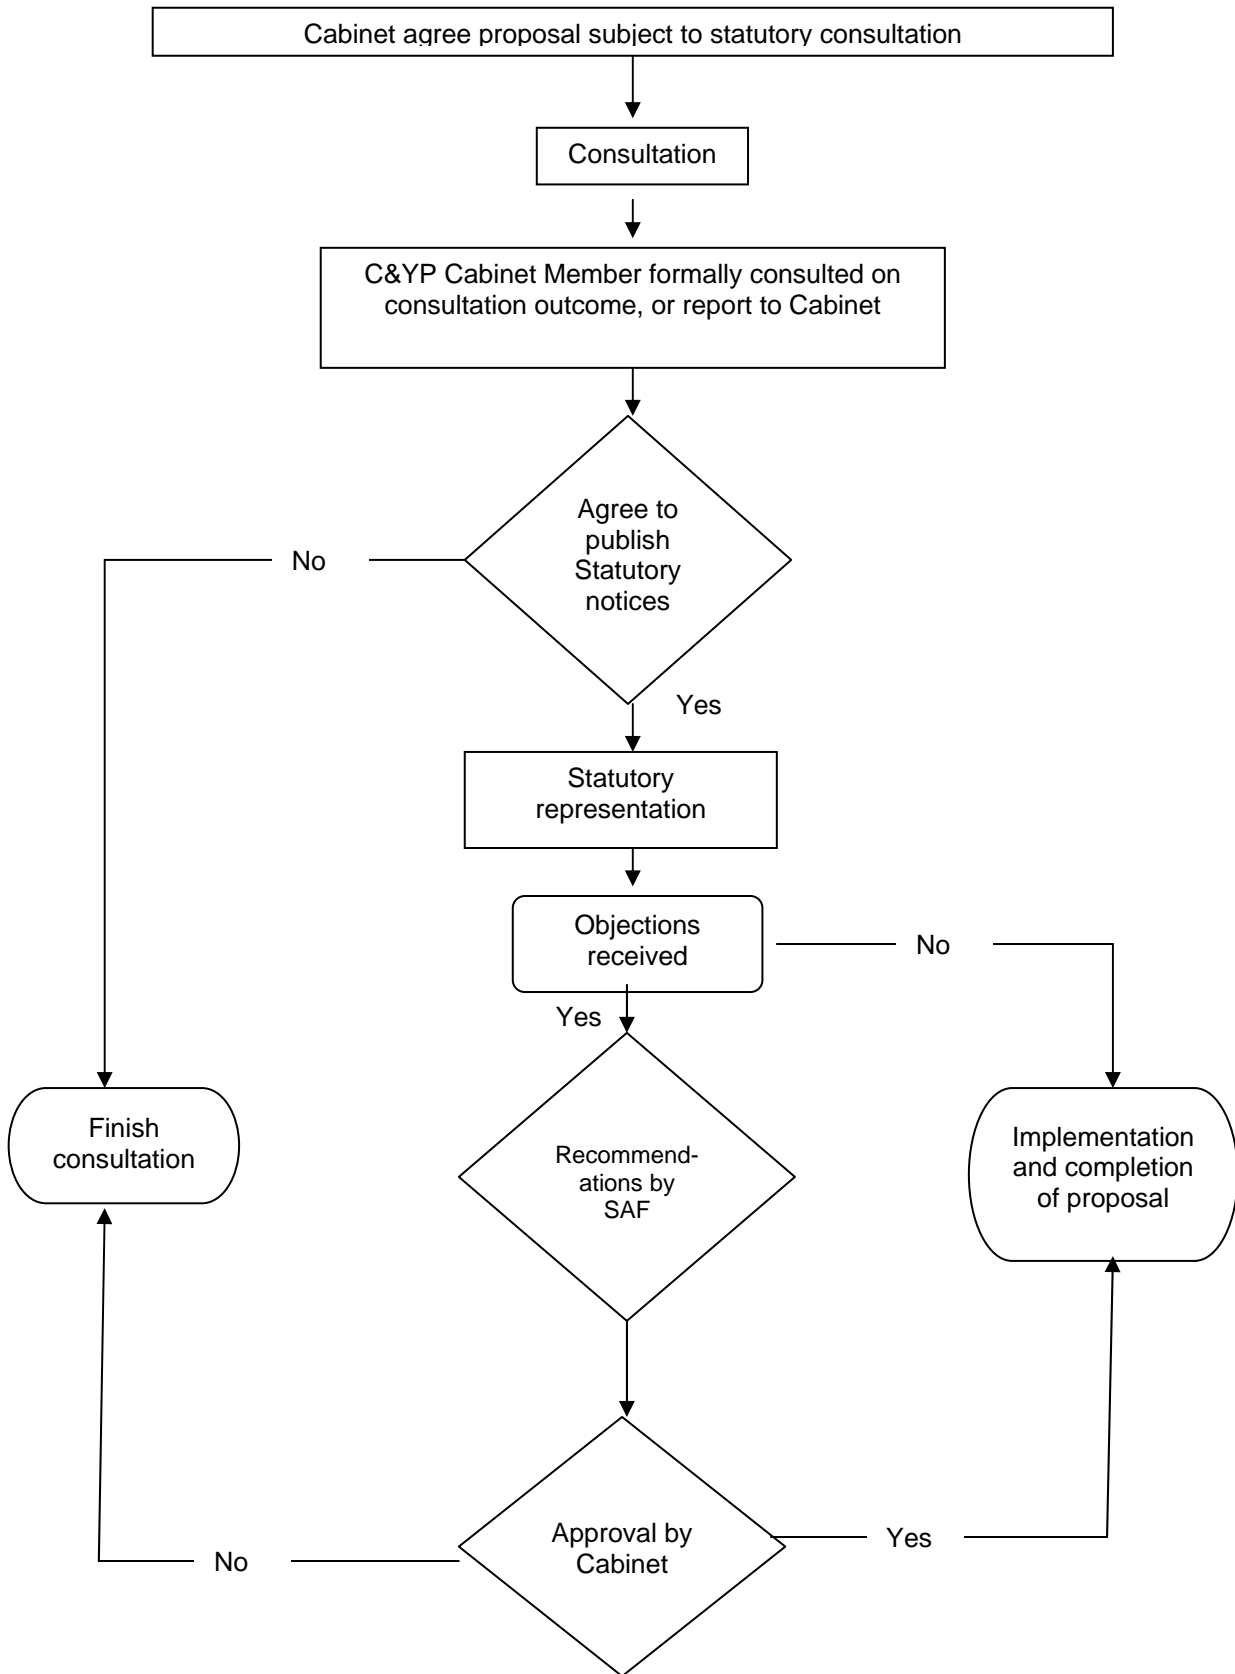 Cabinet agree proposal subject to statutory consultation
Consultation
C&YP Cabinet Member formally consulted on
consultation outcome, or report to Cabinet
Agree to
publish
Statutory
notices
No
Yes
Statutory
representation
Objections
received
No
Yes
Finish
consultation
Recommend-
ations by
SAF
Implementation
and completion
of proposal
Approval by
Cabinet
Yes
No